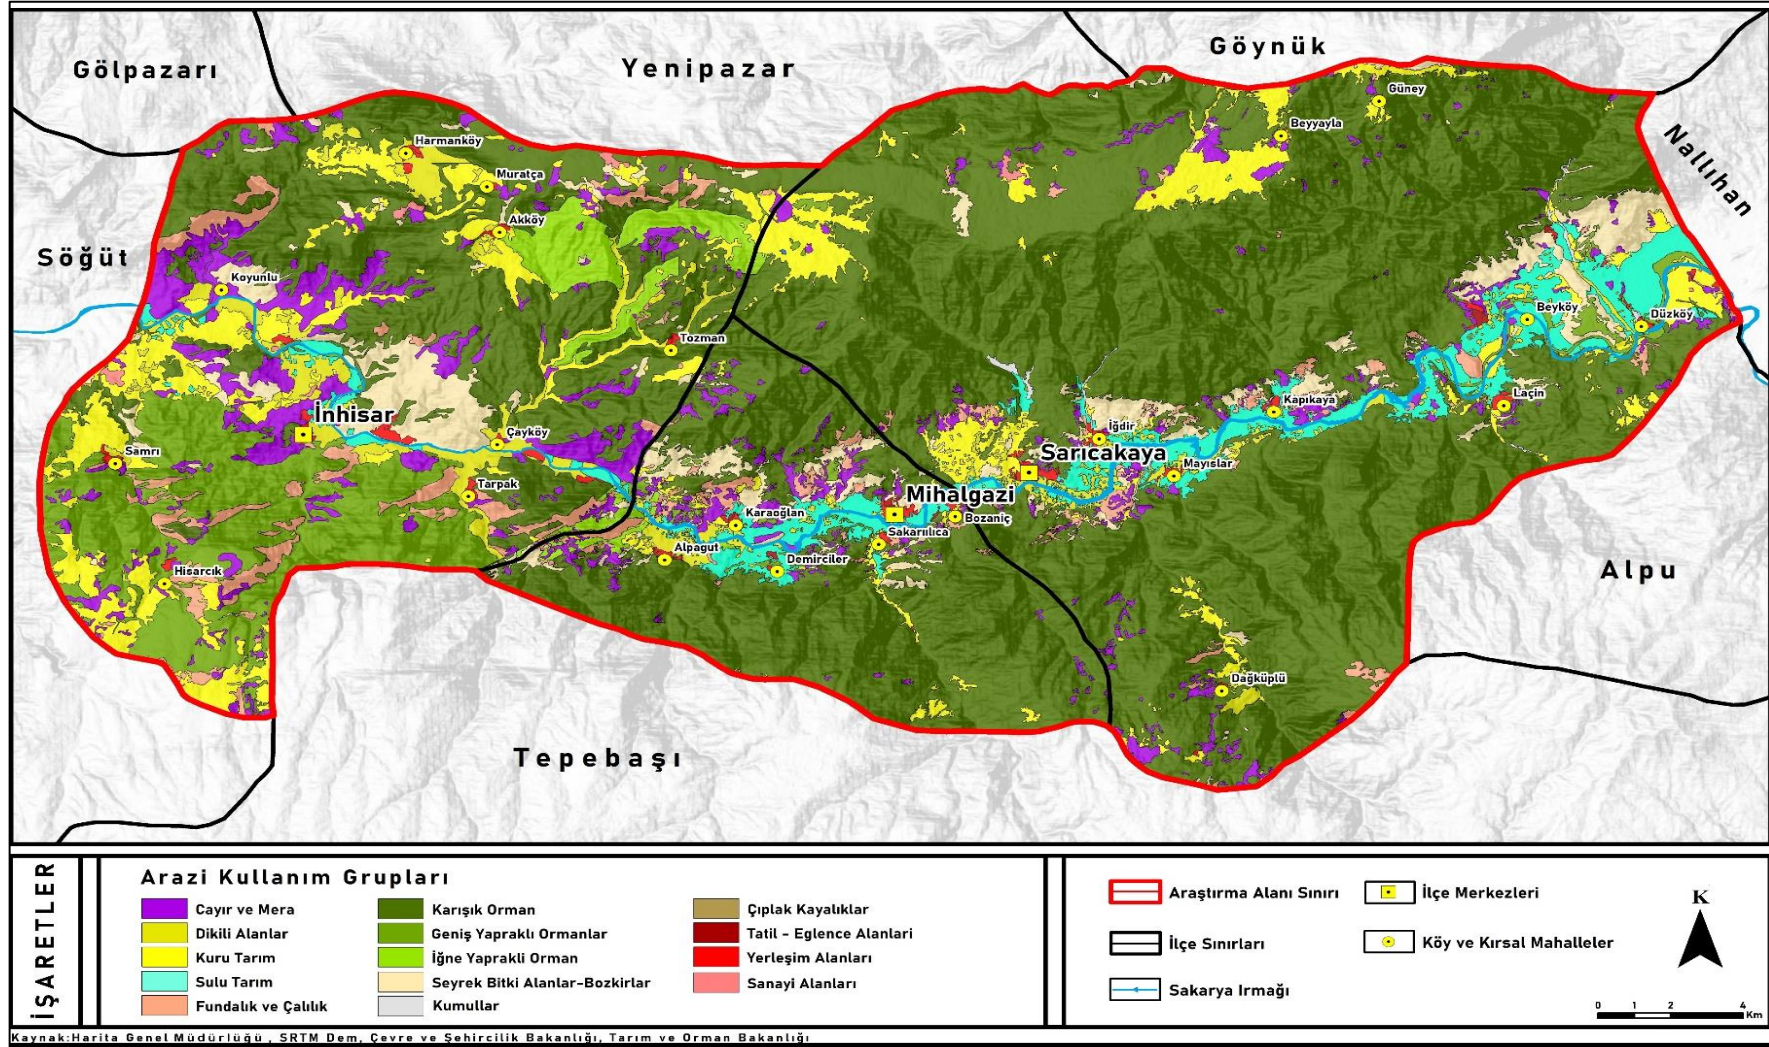 Göynük
Yenipazar
Gölpazarı
Güney
Beyyayla
Harmanköy
Nallıhan
Muratça
Akköy
Söğüt
Koyunlu
Beyköy
Düzköy
Tozman
Laçin
Kapıkaya
İnhisar
İğdir
Çayköy
Samrı
Sarıcakaya
Mayıslar
Tarpak
Mihalgazi
Bozaniç
Karaoğlan
Sakarıılıca
Alpagut
Demirciler
Hisarcık
Alpu
Dağküplü
Tepebaşı
İŞARETLER
Arazi Kullanım Grupları
Cayır ve Mera
Dikili Alanlar
Kuru Tarım
Sulu Tarım
Fundalık ve Çalılık
Karışık Orman
Geniş Yapraklı Ormanlar
İğne Yaprakli Orman
Seyrek Bitki Alanlar-Bozkirlar
Kumullar
Çıplak Kayalıklar
Tatil - Eglence Alanlari
Yerleşim Alanları
Sanayi Alanları
Araştırma Alanı Sınırı
İlçe Sınırları
Sakarya Irmağı
İlçe Merkezleri
Köy ve Kırsal Mahalleler
K
0 1 2 4
Km
Kaynak:Harita Genel Müdürlüğü , SRTM Dem, Çevre ve Şehircilik Bakanlığı, Tarım ve Orman Bakanlığı